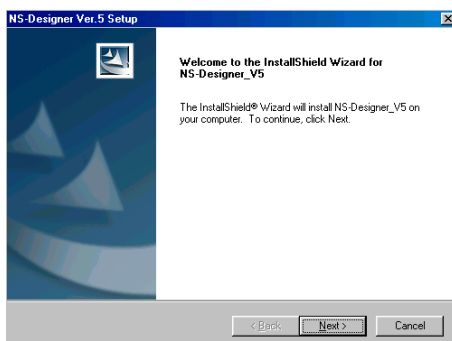 NS-Designer Ver.5 Setup
Welcome to the InstallShield Wizard for
NS-Designer_V5
The InstallShield® Wizard will install NS-Designer_V5 on
your computer. To continue, click Next.
< Back
Next >
Cancel